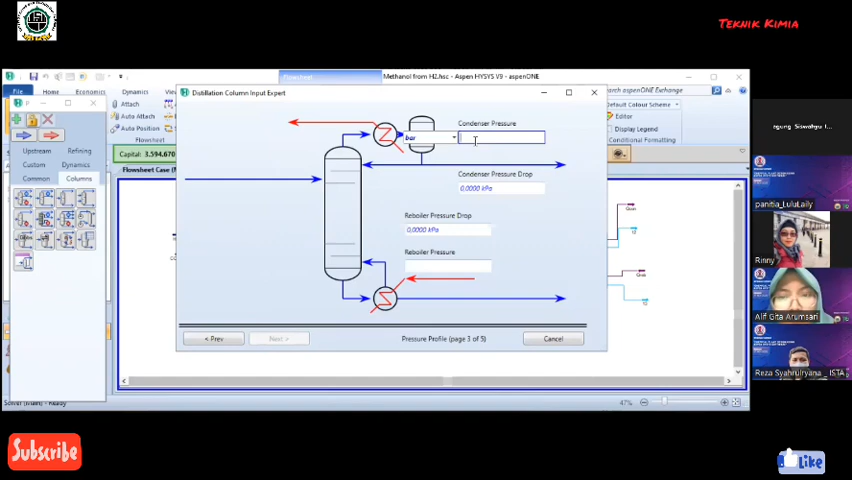 TEKNIK KIMIA
Flowsheet
Methanol from H2.hsc - Aspen HYSYS V9 - aspenONE
File
Home
Economics
Dynamics
Search aspenONE Exchange
Attach
Detach
Auto Position
Default Colour Scheme
Editor
Display Legend
Conditional Formatting
Capital: 3.594.670
Flowsheet Case (Main)
P
Upstream
Refining
Custom
Dynamics
Common
Columns
Distillation Column Input Expert
Condenser Pressure
bar
Condenser Pressure Drop
0,0000 kPa
Reboiler Pressure Drop
0,0000 kPa
Reboiler Pressure
< Prev
Next >
Pressure Profile (page 3 of 5)
Cancel
Solver (Main) - Ready
47%
agung Siswahyu
panitia_LuluLaily
Rinny
Alif Gita Arumsari
Reza Syahrulryana _ ISTA
Subscribe
Like